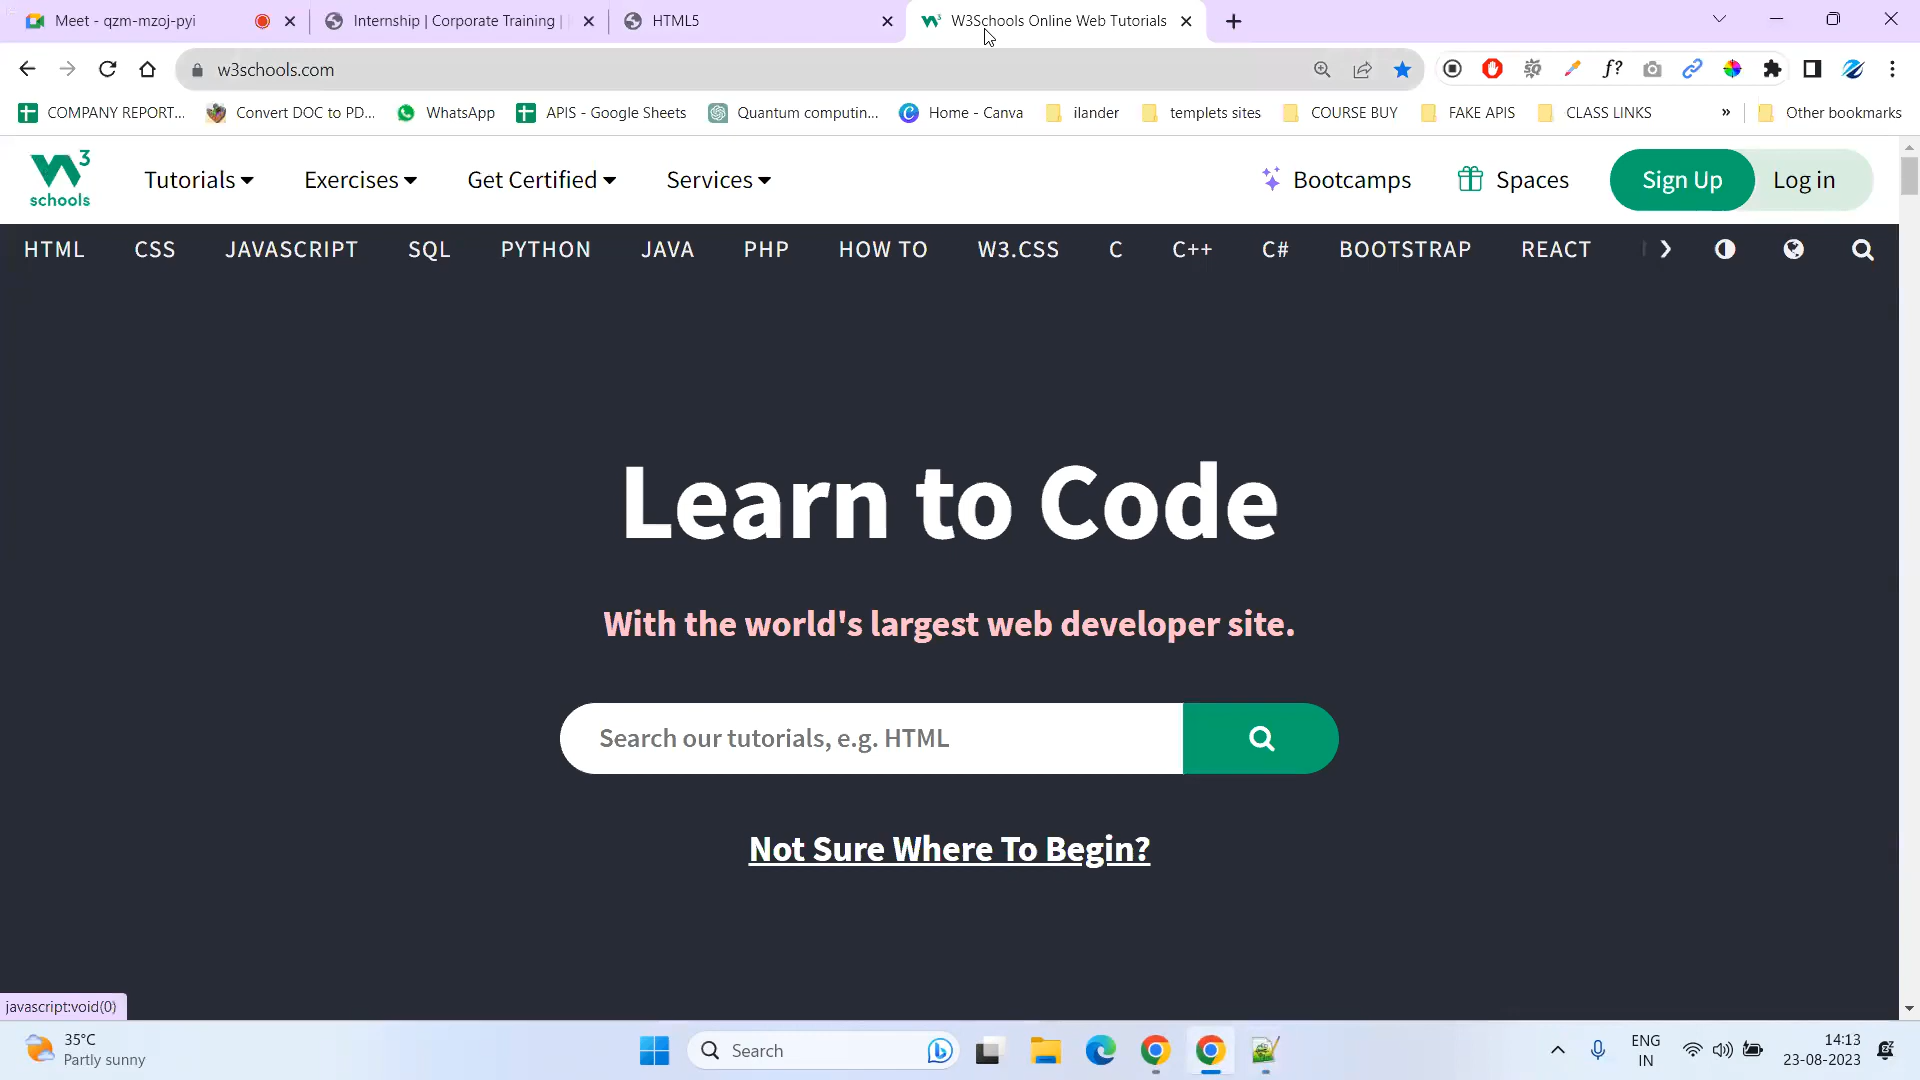 Meet - qzm-mzoj-pyi
Internship | Corporate Training |
HTML5
W3Schools Online Web Tutorials
w3schools.com
f?
COMPANY REPORT...
Convert DOC to PD...
WhatsApp
APIS - Google Sheets
Quantum computin...
Home - Canva
ilander
templets sites
COURSE BUY
FAKE APIS
CLASS LINKS
»
Other bookmarks
W3
schools
Tutorials
Exercises
Get Certified
Services
Bootcamps
Spaces
Sign Up
Log in
HTML
CSS
JAVASCRIPT
SQL
PYTHON
JAVA
PHP
HOW TO
W3.CSS
C
C++
C#
BOOTSTRAP
REACT
Learn to Code
With the world's largest web developer site.
Search our tutorials, e.g. HTML
Not Sure Where To Begin?
javascript:void(0)
35°C
Partly sunny
Search
ENG
IN
14:13
23-08-2023